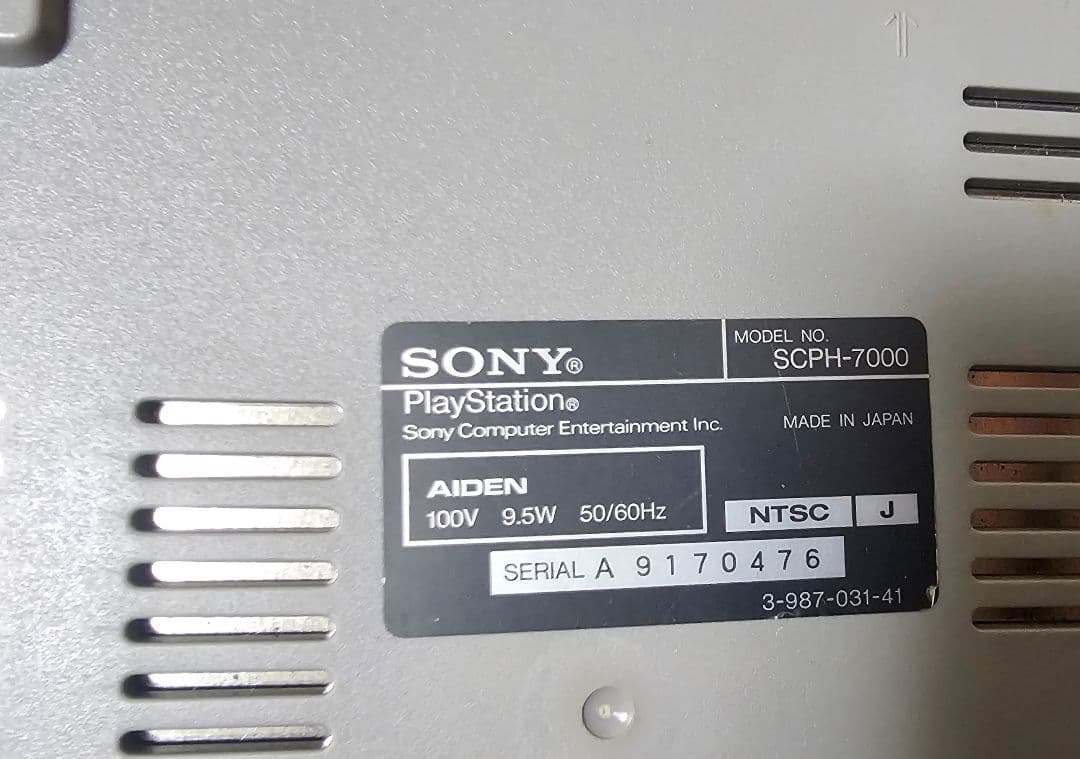 SONY®
MODEL NO.
SCPH-7000
PlayStation®
Sony Computer Entertainment Inc.
MADE IN JAPAN
AIDEN
100V 9.5W 50/60Hz
NTSC J
SERIAL A 9170476
3-987-031-41